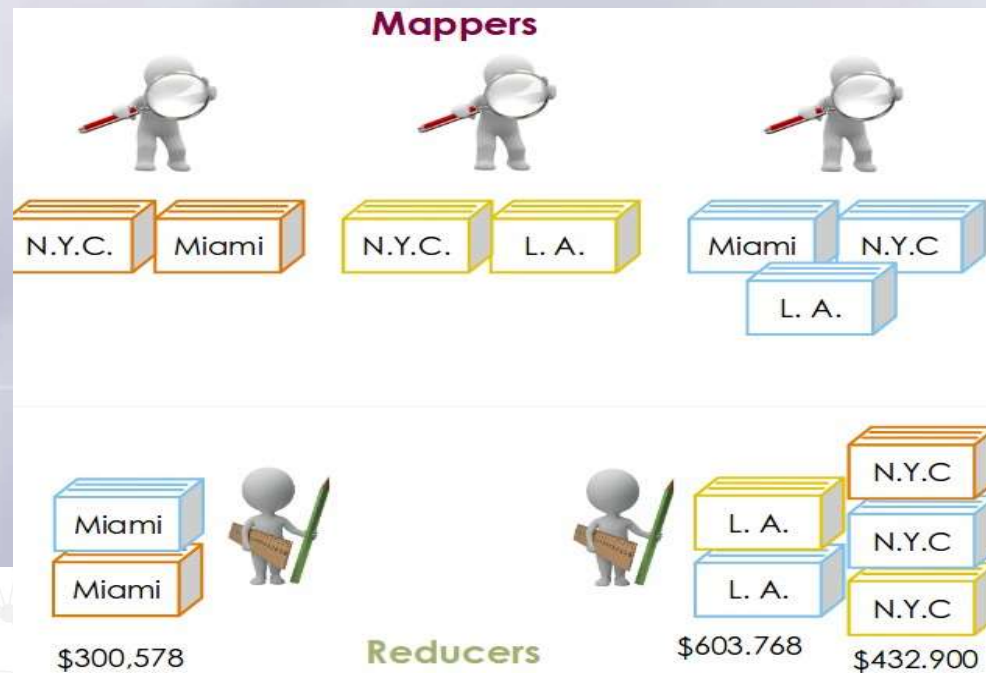 Mappers
N.Y.C.
Miami
N.Y.C.
L. A.
Miami
N.Y.C
L. A.
Miami
Miami
$300,578
Reducers
L. A.
L. A.
$603.768
N.Y.C
N.Y.C
N.Y.C
$432.900